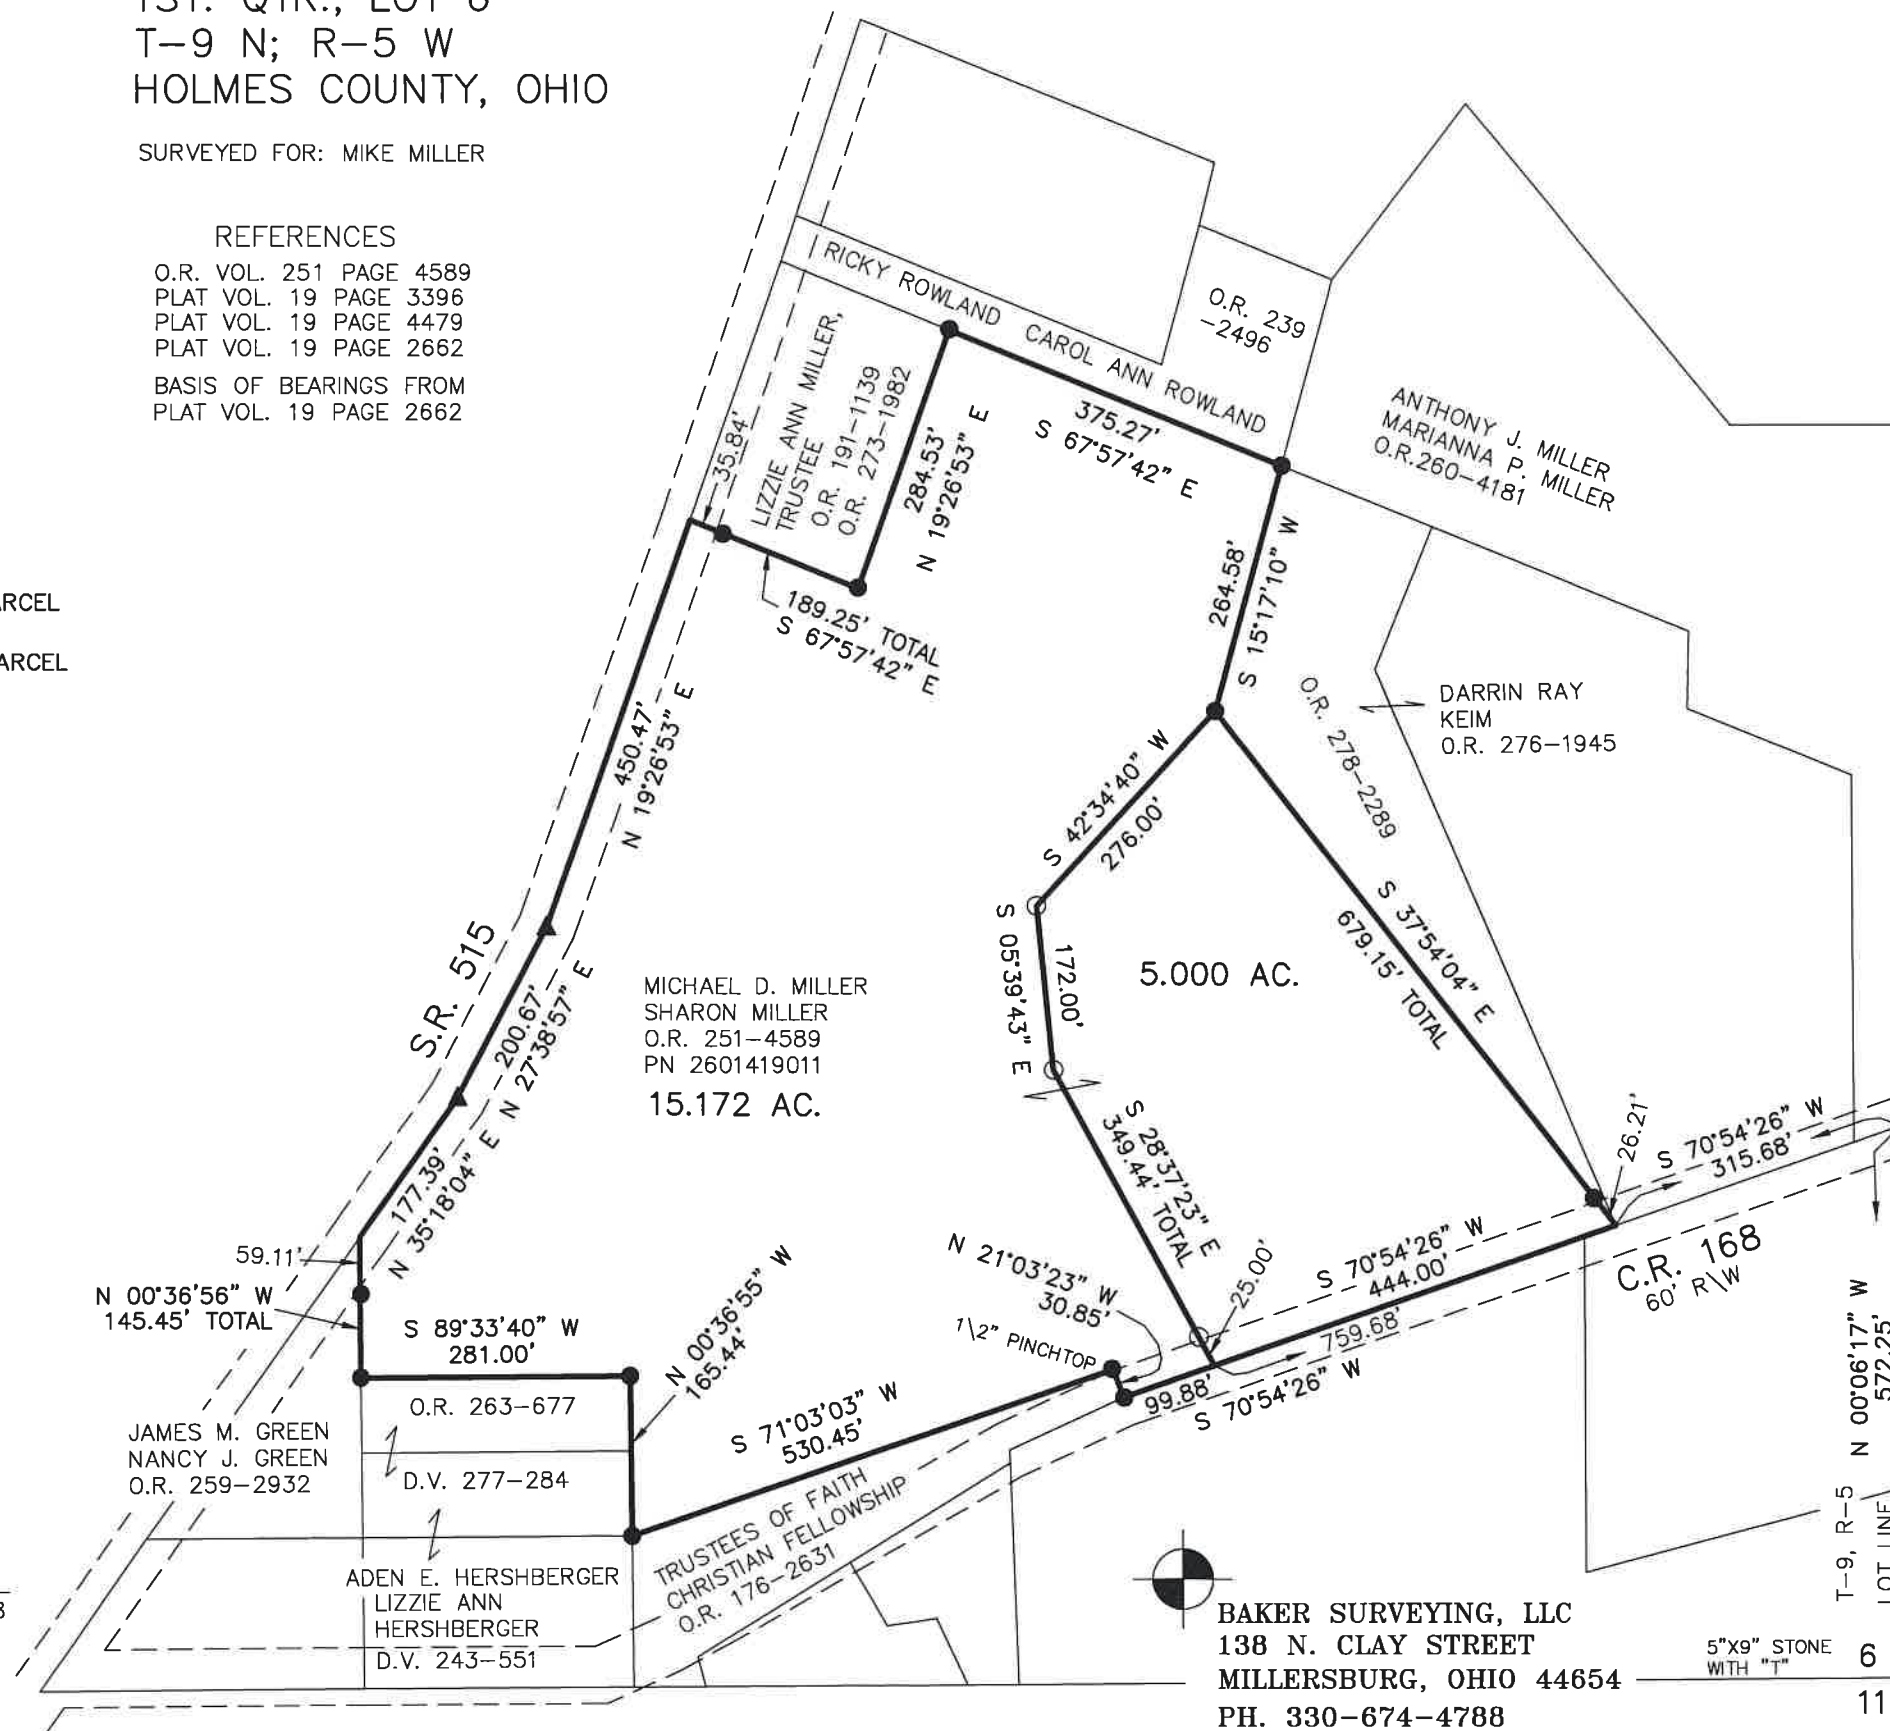 1ST. QTR., LOT 6
T-9 N; R-5 W
HOLMES COUNTY, OHIO
SURVEYED FOR: MIKE MILLER
REFERENCES
O.R. VOL. 251 PAGE 4589
PLAT VOL. 19 PAGE 3396
PLAT VOL. 19 PAGE 4479
PLAT VOL. 19 PAGE 2662
BASIS OF BEARINGS FROM
PLAT VOL. 19 PAGE 2662
ARCEL
ARCEL
RICKY ROWLAND CAROL ANN ROWLAND
O.R. 239
-2496
ANTHONY J. MILLER
MARIANNA P. MILLER
O.R.260-4181
LIZZIE ANN MILLER,
TRUSTEE
O.R. 191-1139
O.R. 273-1982
35.84'
284.53'
N 19°26'53" E
375.27'
S 67°57'42" E
189.25' TOTAL
S 67°57'42" E
264.58'
S 15°17'10" W
O.R. 278-2289
DARRIN RAY
KEIM
O.R. 276-1945
450.47'
N 19°26'53" E
S 42°34'40" W
276.00'
S.R. 515
200.67'
N 27°38'57" E
MICHAEL D. MILLER
SHARON MILLER
O.R. 251-4589
PN 2601419011
15.172 AC.
S 05°39'43" E
172.00'
5.000 AC.
S 37°54'04" E
679.15' TOTAL
177.39'
N 35°18'04" E
S 28°37'23" E
349.44' TOTAL
26.21'
S 70°54'26" W
315.68'
59.11'
N 00°36'56" W
145.45' TOTAL
S 89°33'40" W
281.00'
N 00°36'55" W
165.44'
N 21°03'23" W
30.85'
1\2" PINCHTOP
25.00'
S 70°54'26" W
444.00'
C.R. 168
60' R\W
759.68'
S 70°54'26" W
99.88'
S 71°03'03" W
530.45'
N 00°06'17" W
572.25'
O.R. 263-677
D.V. 277-284
JAMES M. GREEN
NANCY J. GREEN
O.R. 259-2932
TRUSTEES OF FAITH
CHRISTIAN FELLOWSHIP
O.R. 176-2631
ADEN E. HERSHBERGER
LIZZIE ANN
HERSHBERGER
D.V. 243-551
T-9, R-5
LOT LINE
BAKER SURVEYING, LLC
138 N. CLAY STREET
MILLERSBURG, OHIO 44654
PH. 330-674-4788
5"X9" STONE
WITH "T"
6
11